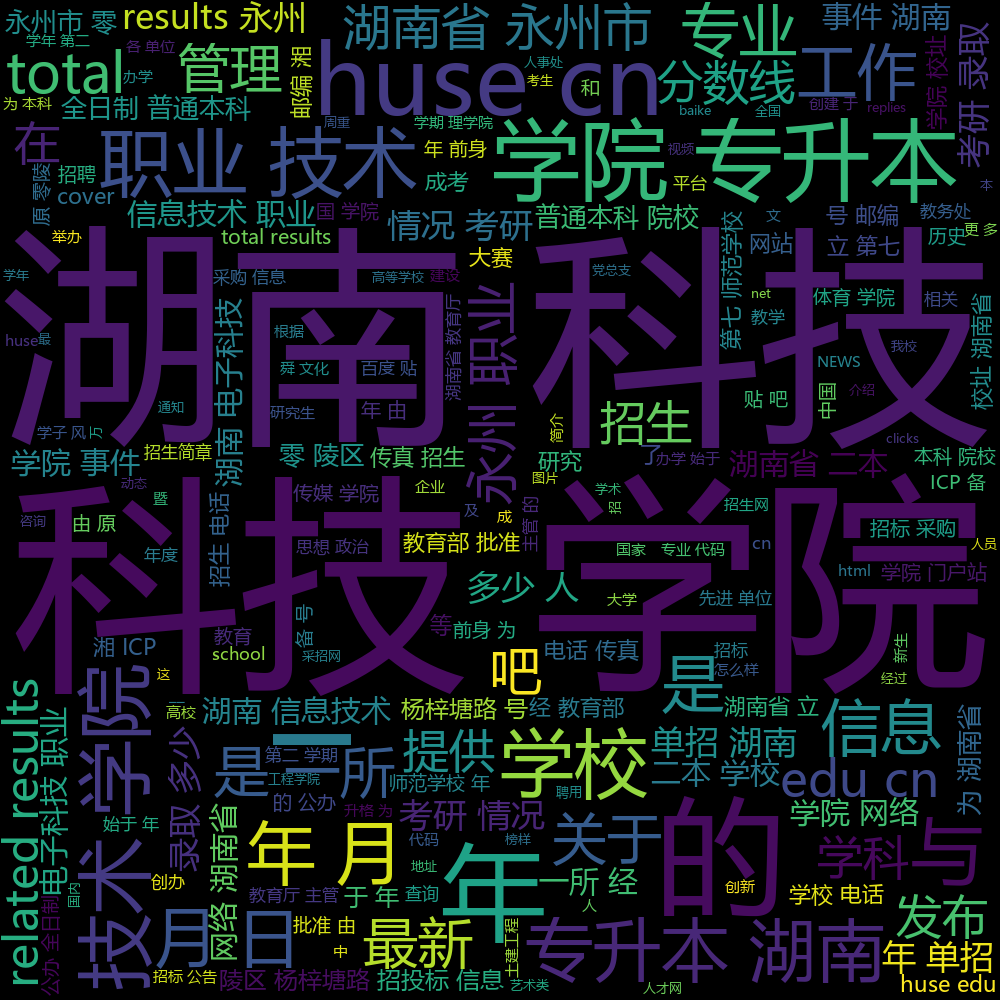 永州市 零
results 永州
湖南省 永州市
专业
事件 湖南
学年 第二
各 单位
人事处
学院 校址
录取
total
办学
管理
邮编 湘
huse cn
考生
和
分数线
工作
考研 录取
为 本科
全日制 普通本科
周重
学期 理学院
baike
全国
创建 于
replies
在
职业 技术
年 前身
学院 专升本
视频
原 零陵
招聘
成考
平台
本
cover
信息技术 职业
国 学院
情况 考研
普通本科 院校
号 邮编
教务处
文
举办
total results
大赛
第七 师范学校
网站
立 第七
历史
更 多
学年
采购 信息
高等学校
建设
党总支
net
体育 学院
相关
校址 湖南省
湖南 科技
huse
最
根据
湖南省 教育厅
永州 职业
教学
NEWS
我校
湖南 电子科技
舜 文化
百度 贴
贴 吧
中国
介绍
通知
研究生
年 由
招生
简介
clicks
学子 风
万
招生简章
了
办学 始于
学院 事件
零 陵区
传真 招生
研究
湖南省 二本
本科 院校
动态
传媒 学院
企业
图片
ICP 备
暨
及
学术
招生网
科技 学院
咨询
由 原
招生 电话
成
招
招标 采购
年度
思想 政治
教育部 批准
主管 的
国家
专业 代码
cn
人员
html
学院 门户站
多少 人
大学
先进 单位
备 号
教育
等
前身 为
湘 ICP
school
采招网
电话 传真
招标
怎么样
新生
这
吧
是
经过
related results
技术 学院
高校
湖南 信息技术
杨梓塘路 号
经 教育部
湖南省 立
信息
为 湖南省
电子科技 职业
录取 多少
第二 学期
是 一所
提供
学校
单招 湖南
工程学院
师范学校 年
聘用
二本 学校
edu cn
的 公办
升格 为
始于 年
网络 湖南省
年 月
考研 情况
关于
的
学院 网络
代码
榜样
年
学科 与
地址
一所 经
创办
教育厅 主管
于 年
查询
创新
学校 电话
国内
公办 全日制
月 日
批准 由
最新
人
发布
中
土建工程
专升本 湖南
年 单招
招标 公告
陵区 杨梓塘路
招投标 信息
艺术类
人才网
huse edu